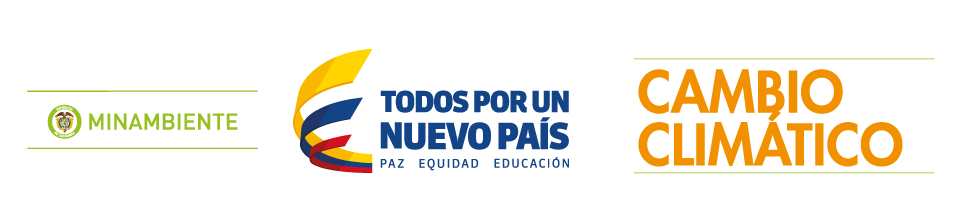 MINAMBIENTE
TODOS POR UN
NUEVO PAÍS
PAZ EQUIDAD EDUCACIÓN
CAMBIO
CLIMÁTICO